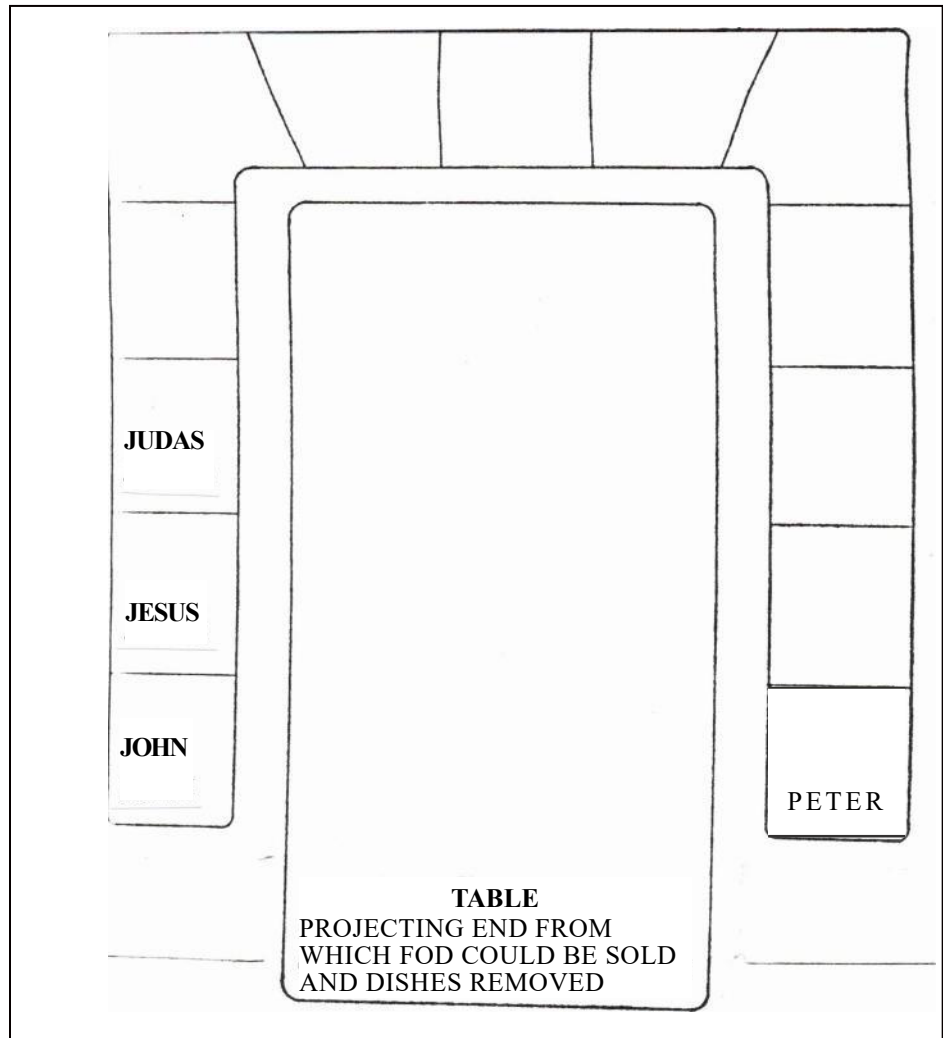 JUDAS
JESUS
JOHN
PETER
TABLE
PROJECTING END FROM
WHICH FOD COULD BE SOLD
AND DISHES REMOVED